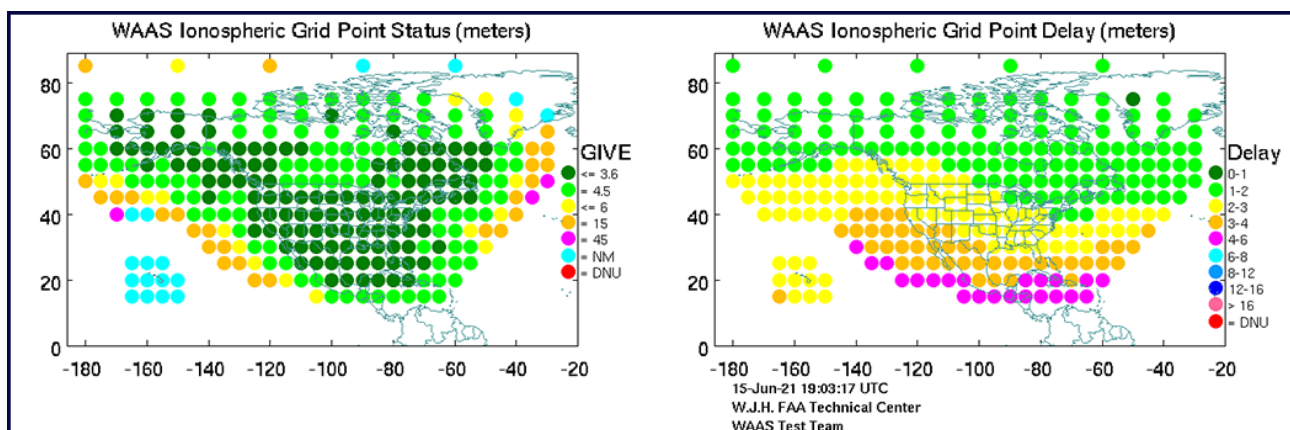 WAAS Ionospheric Grid Point Status (meters)
80
60
40
20
0
-180 -160 -140 -120 -100 -80 -60 -40 -20
GIVE
<= 3.6
= 4.5
<= 6
= 15
= 45
= NM
= DNU
WAAS Ionospheric Grid Point Delay (meters)
80
60
40
20
0
-180 -160 -140 -120 -100 -80 -60 -40 -20
Delay
0-1
1-2
2-3
3-4
4-6
6-8
8-12
12-16
> 16
= DNU
15-Jun-21 19:03:17 UTC
W.J.H. FAA Technical Center
WAAS Test Team